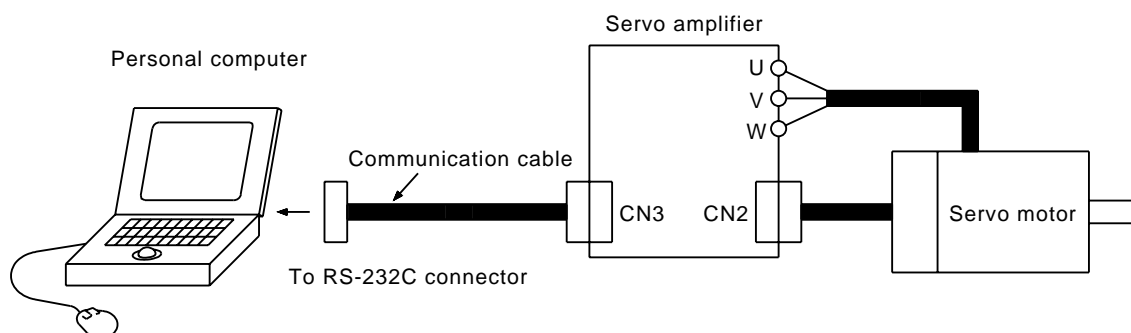 Servo amplifier
Personal computer
U
V
W
Communication cable
CN3
CN2
Servo motor
To RS-232C connector